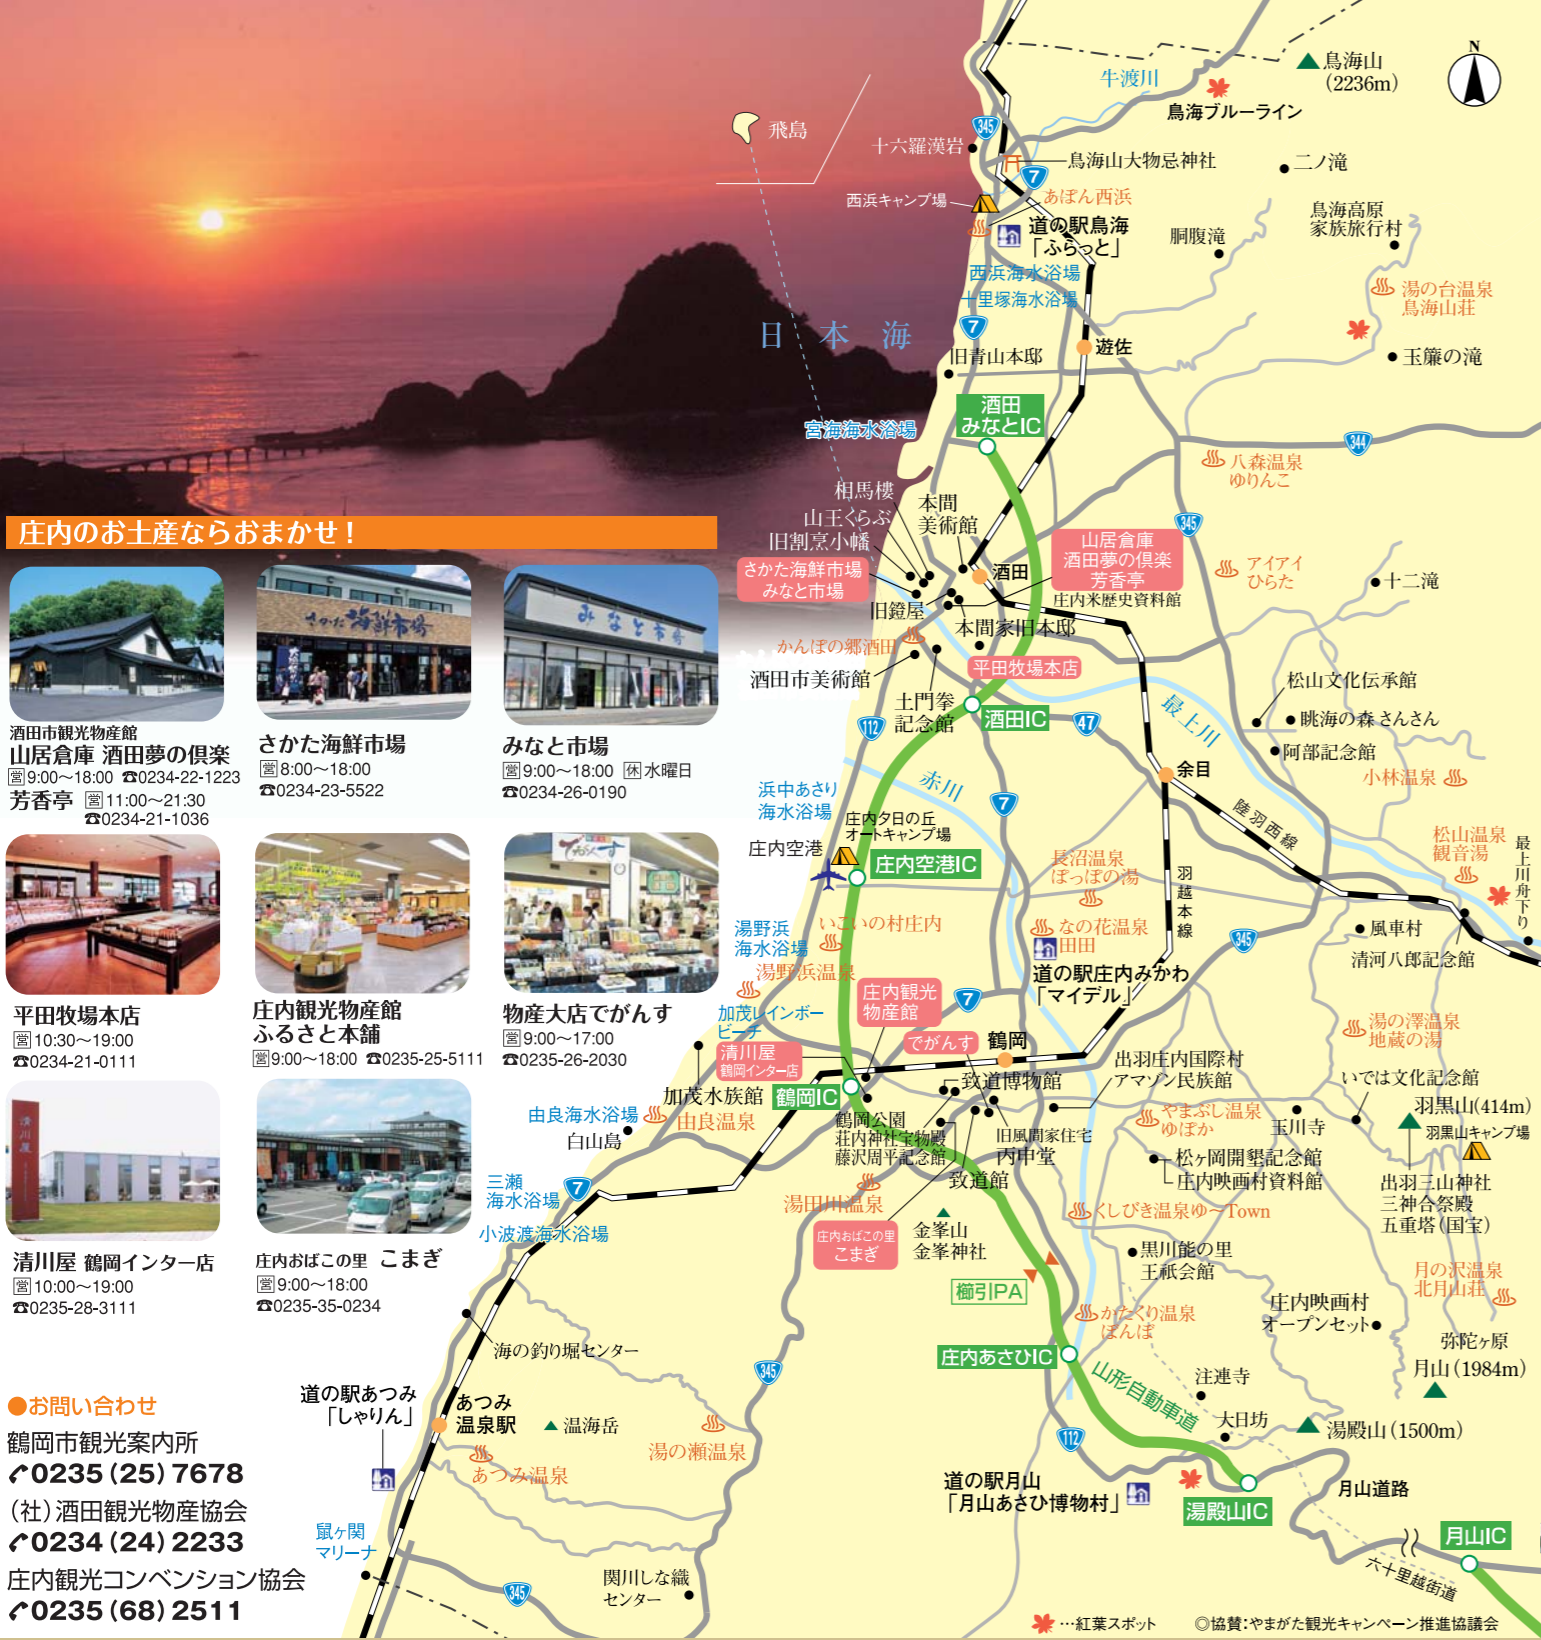 N
鳥海山
(2236m)
牛渡川
鳥海ブルーライン
飛島
345
十六羅漢岩
鳥海山大物忌神社
二ノ滝
7
西浜キャンプ場
あぽん西浜
道の駅鳥海
「ふらっと」
胴腹滝
鳥海高原
家族旅行村
西浜海水浴場
十里塚海水浴場
湯の台温泉
鳥海山荘
日本海
7
旧青山本邸
遊佐
玉簾の滝
酒田
みなとIC
宮海海水浴場
344
八森温泉
ゆりんこ
相馬樓
山王くらぶ
旧割烹小幡
本間
美術館
345
さかた海鮮市場
みなと市場
酒田
山居倉庫
酒田夢の倶楽
芳香亭
庄内米歴史資料館
アイアイ
ひらた
十二滝
旧鐙屋
本間家旧本邸
かんぽの郷酒田
酒田市美術館
平田牧場本店
土門拳
記念館
酒田IC
松山文化伝承館
眺海の森 さんさん
阿部記念館
112
47
最上川
余目
小林温泉
浜中あさり
海水浴場
赤川
7
陸羽西線
庄内夕日の丘
オートキャンプ場
庄内空港
庄内空港IC
長沼温泉
ぽっぽの湯
羽越本線
松山温泉
観音湯
最上川舟下り
湯野浜
海水浴場
いこいの村庄内
なの花温泉
田田
345
風車村
清河八郎記念館
湯野浜温泉
道の駅庄内みかわ
「マイデル」
庄内観光
物産館
7
加茂レインボー
ビーチ
清川屋
鶴岡インター店
でがんす
鶴岡
湯の澤温泉
地蔵の湯
出羽庄内国際村
アマゾン民族館
加茂水族館
鶴岡IC
致道博物館
いでは文化記念館
羽黒山(414m)
由良海水浴場
由良温泉
白山島
鶴岡公園
荘内神社宝物殿
藤沢周平記念館
旧風間家住宅
丙申堂
やまぶし温泉
ゆぽか
玉川寺
羽黒山キャンプ場
松ヶ岡開墾記念館
庄内映画村資料館
致道館
三瀬
海水浴場
7
湯田川温泉
出羽三山神社
三神合祭殿
五重塔(国宝)
くしびき温泉ゆ〜Town
小波渡海水浴場
庄内おばこの里
こまぎ
金峯山
金峯神社
黒川能の里
王祇会館
櫛引PA
月の沢温泉
北月山荘
かたくり温泉
ぼんぼ
庄内映画村
オープンセット
海の釣り堀センター
345
庄内あさひIC
山形自動車道
弥陀ヶ原
月山(1984m)
注連寺
大日坊
湯殿山(1500m)
道の駅あつみ
「しゃりん」
あつみ
温泉駅
温海岳
湯の瀬温泉
あつみ温泉
112
道の駅月山
「月山あさひ博物村」
湯殿山IC
月山道路
月山IC
六十里越街道
鼠ヶ関
マリーナ
345
関川しな織
センター
…紅葉スポット
◎協賛：やまがた観光キャンペーン推進協議会
庄内のお土産ならおまかせ！
さかた海鮮市場
みなと市場
酒田市観光物産館
山居倉庫 酒田夢の倶楽
営9:00〜18:00 ☎0234-22-1223
芳香亭 営11:00〜21:30
☎0234-21-1036
さかた海鮮市場
営8:00〜18:00
☎0234-23-5522
みなと市場
営9:00〜18:00 休水曜日
☎0234-26-0190
でがんす
平田牧場本店
営10:30〜19:00
☎0234-21-0111
庄内観光物産館
ふるさと本舗
営9:00〜18:00 ☎0235-25-5111
物産大店でがんす
営9:00〜17:00
☎0235-26-2030
清川屋
清川屋 鶴岡インター店
営10:00〜19:00
☎0235-28-3111
庄内おばこの里 こまぎ
営9:00〜18:00
☎0235-35-0234
●お問い合わせ
鶴岡市観光案内所
0235(25)7678
(社)酒田観光物産協会
0234(24)2233
庄内観光コンベンション協会
0235(68)2511